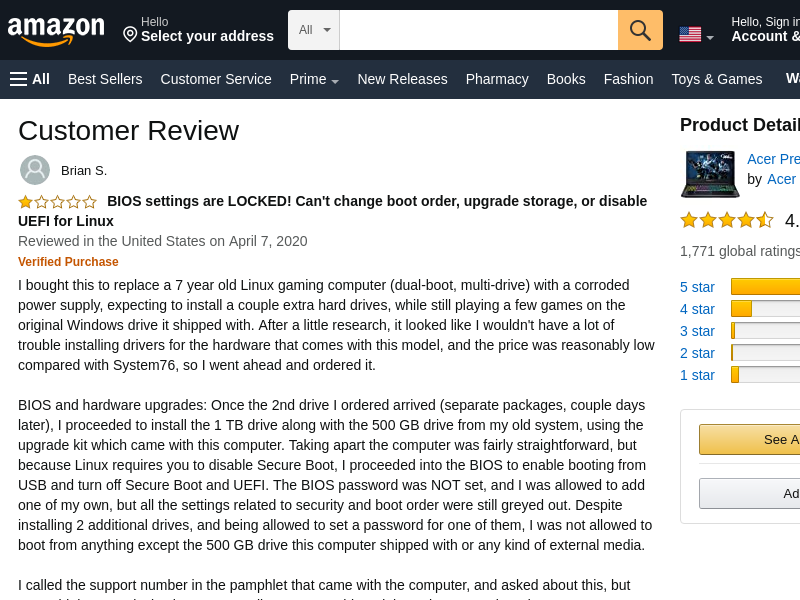 amazon
Hello
Select your address
All
Hello, Sign in
Account &
All
Best Sellers
Customer Service
Prime
New Releases
Pharmacy
Books
Fashion
Toys & Games
Customer Review
Brian S.
BIOS settings are LOCKED! Can't change boot order, upgrade storage, or disable
UEFI for Linux
Reviewed in the United States on April 7, 2020
Verified Purchase
I bought this to replace a 7 year old Linux gaming computer (dual-boot, multi-drive) with a corroded
power supply, expecting to install a couple extra hard drives, while still playing a few games on the
original Windows drive it shipped with. After a little research, it looked like I wouldn't have a lot of
trouble installing drivers for the hardware that comes with this model, and the price was reasonably low
compared with System76, so I went ahead and ordered it.
BIOS and hardware upgrades: Once the 2nd drive I ordered arrived (separate packages, couple days
later), I proceeded to install the 1 TB drive along with the 500 GB drive from my old system, using the
upgrade kit which came with this computer. Taking apart the computer was fairly straightforward, but
because Linux requires you to disable Secure Boot, I proceeded into the BIOS to enable booting from
USB and turn off Secure Boot and UEFI. The BIOS password was NOT set, and I was allowed to add
one of my own, but all the settings related to security and boot order were still greyed out. Despite
installing 2 additional drives, and being allowed to set a password for one of them, I was not allowed to
boot from anything except the 500 GB drive this computer shipped with or any kind of external media.
I called the support number in the pamphlet that came with the computer, and asked about this, but
Product Detail
Acer Pre
by Acer
4.
1,771 global ratings
5 star
4 star
3 star
2 star
1 star
See A
Ad